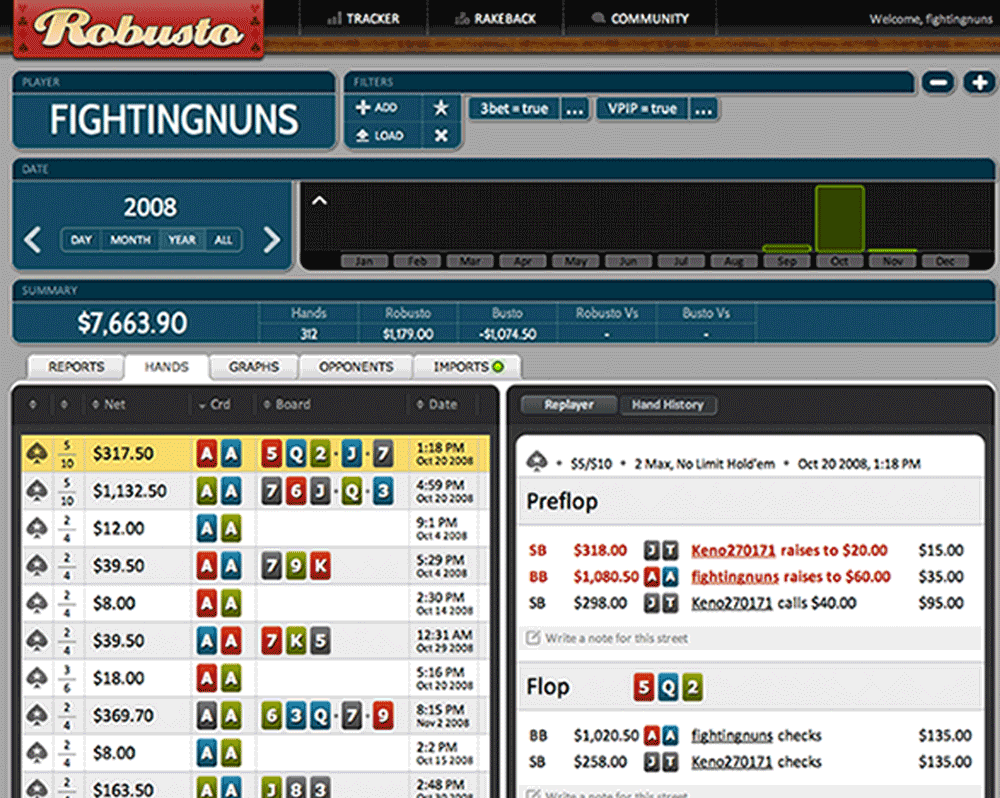 Robusto
TRACKER RAKEBACK COMMUNITY Welcome, fightingnuns
PLAYER
FIGHTINGNUNS
FILTERS
ADD
LOAD
3bet = true ... VPIP = true ...
DATE
2008
DAY MONTH YEAR ALL
Jan Feb Mar Apr May Jun Jul Aug Sep Oct Nov Dec
SUMMARY
$7,663.90
Hands Robusto Busto Robusto Vs Busto Vs
312 $1,179.00 -$1,074.50 - -
REPORTS HANDS GRAPHS OPPONENTS IMPORTS
Net Crd Board Date
5/10 $317.50 A A 5 Q 2 · J · 7 1:18 PM Oct 20 2008
5/10 $1,132.50 A A 7 6 J · Q · 3 4:59 PM Oct 20 2008
2/4 $12.00 A A 9:1 PM Oct 4 2008
2/4 $39.50 A A 7 9 K 5:29 PM Oct 4 2008
2/4 $8.00 A A 2:30 PM Oct 14 2008
2/4 $39.50 A A 7 K 5 12:31 AM Oct 29 2008
3/6 $18.00 A A 5:16 PM Oct 20 2008
2/4 $369.70 A A 6 3 Q · 7 · 9 8:15 PM Nov 2 2008
2/4 $8.00 A A 2:2 PM Oct 15 2008
2 $163.50 A A J 8 3 2:48 PM Oct 30 2008
Replayer Hand History
• $5/$10 • 2 Max, No Limit Hold'em • Oct 20 2008, 1:18 PM
Preflop
SB $318.00 J T Keno270171 raises to $20.00 $15.00
BB $1,080.50 A A fightingnuns raises to $60.00 $35.00
SB $298.00 J T Keno270171 calls $40.00 $95.00
Write a note for this street
Flop 5 Q 2
BB $1,020.50 A A fightingnuns checks $135.00
SB $258.00 J T Keno270171 checks $135.00
Write a note for this street